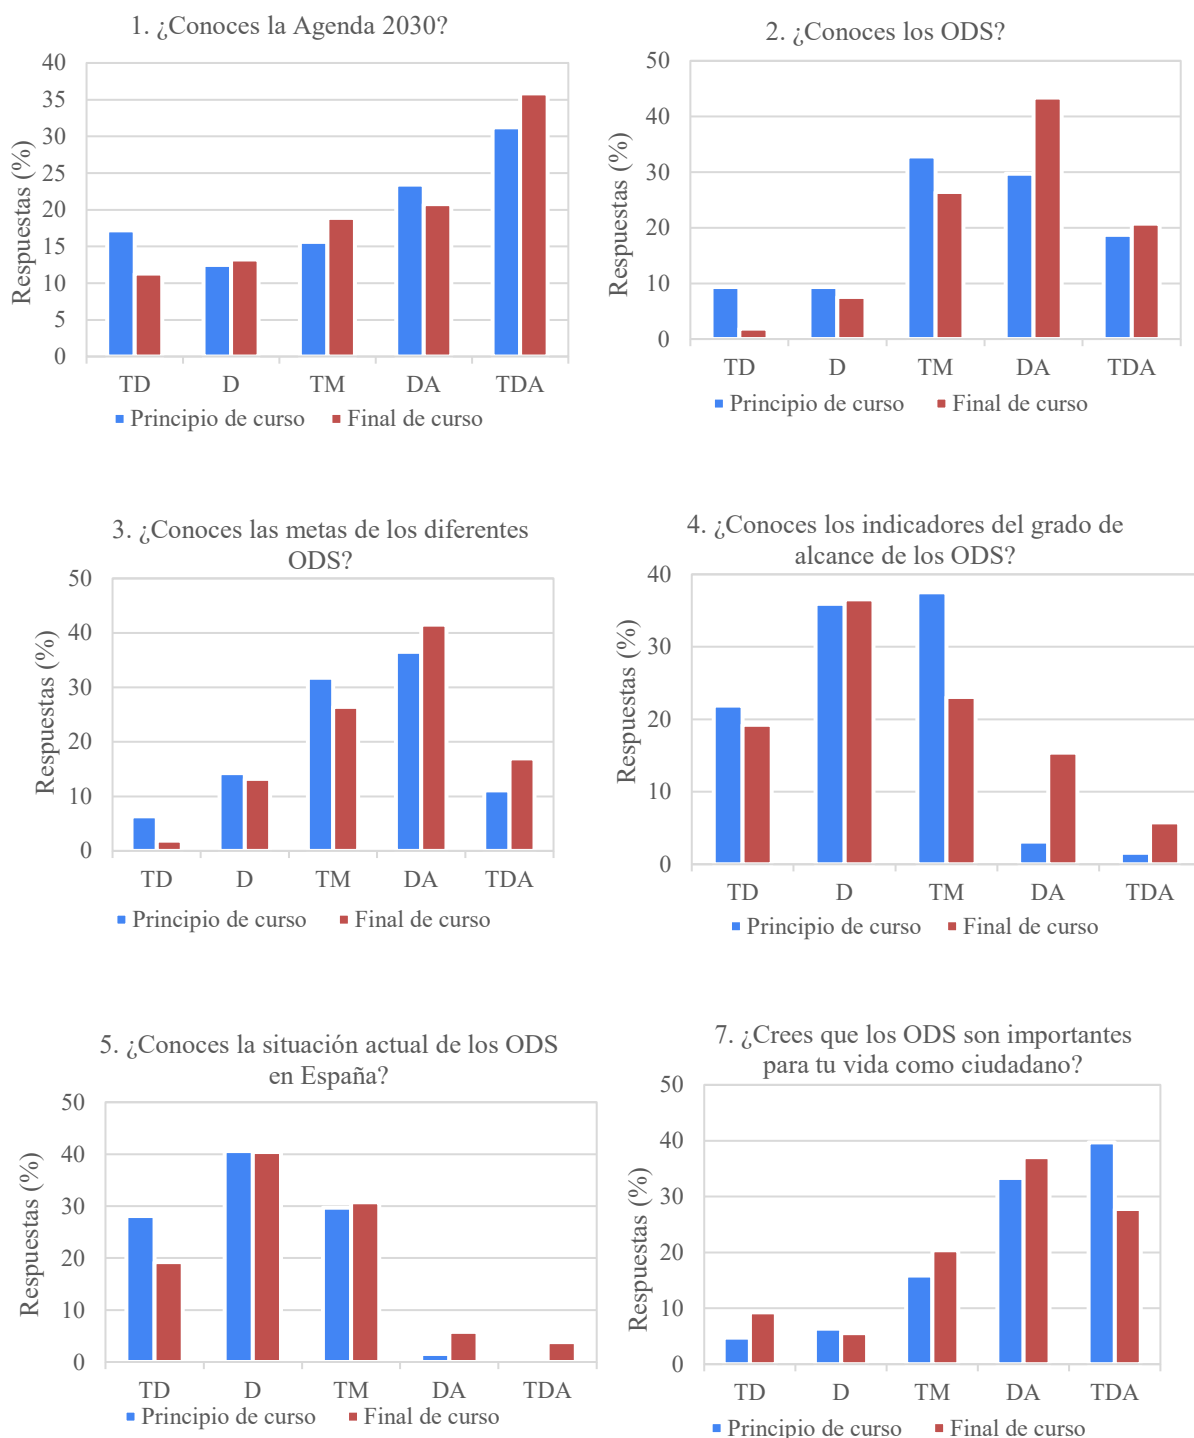 1. ¿Conoces la Agenda 2030?
Respuestas (%)
40
35
30
25
20
15
10
5
0
TD D TM DA TDA
Principio de curso Final de curso
2. ¿Conoces los ODS?
Respuestas (%)
50
40
30
20
10
0
TD D TM DA TDA
Principio de curso Final de curso
3. ¿Conoces las metas de los diferentes
ODS?
Respuestas (%)
50
40
30
20
10
0
TD D TM DA TDA
Principio de curso Final de curso
4. ¿Conoces los indicadores del grado de
alcance de los ODS?
Respuestas (%)
40
30
20
10
0
TD D TM DA TDA
Principio de curso Final de curso
5. ¿Conoces la situación actual de los ODS
en España?
Respuestas (%)
50
40
30
20
10
0
TD D TM DA TDA
Principio de curso Final de curso
7. ¿Crees que los ODS son importantes
para tu vida como ciudadano?
Respuestas (%)
50
40
30
20
10
0
TD D TM DA TDA
Principio de curso Final de curso